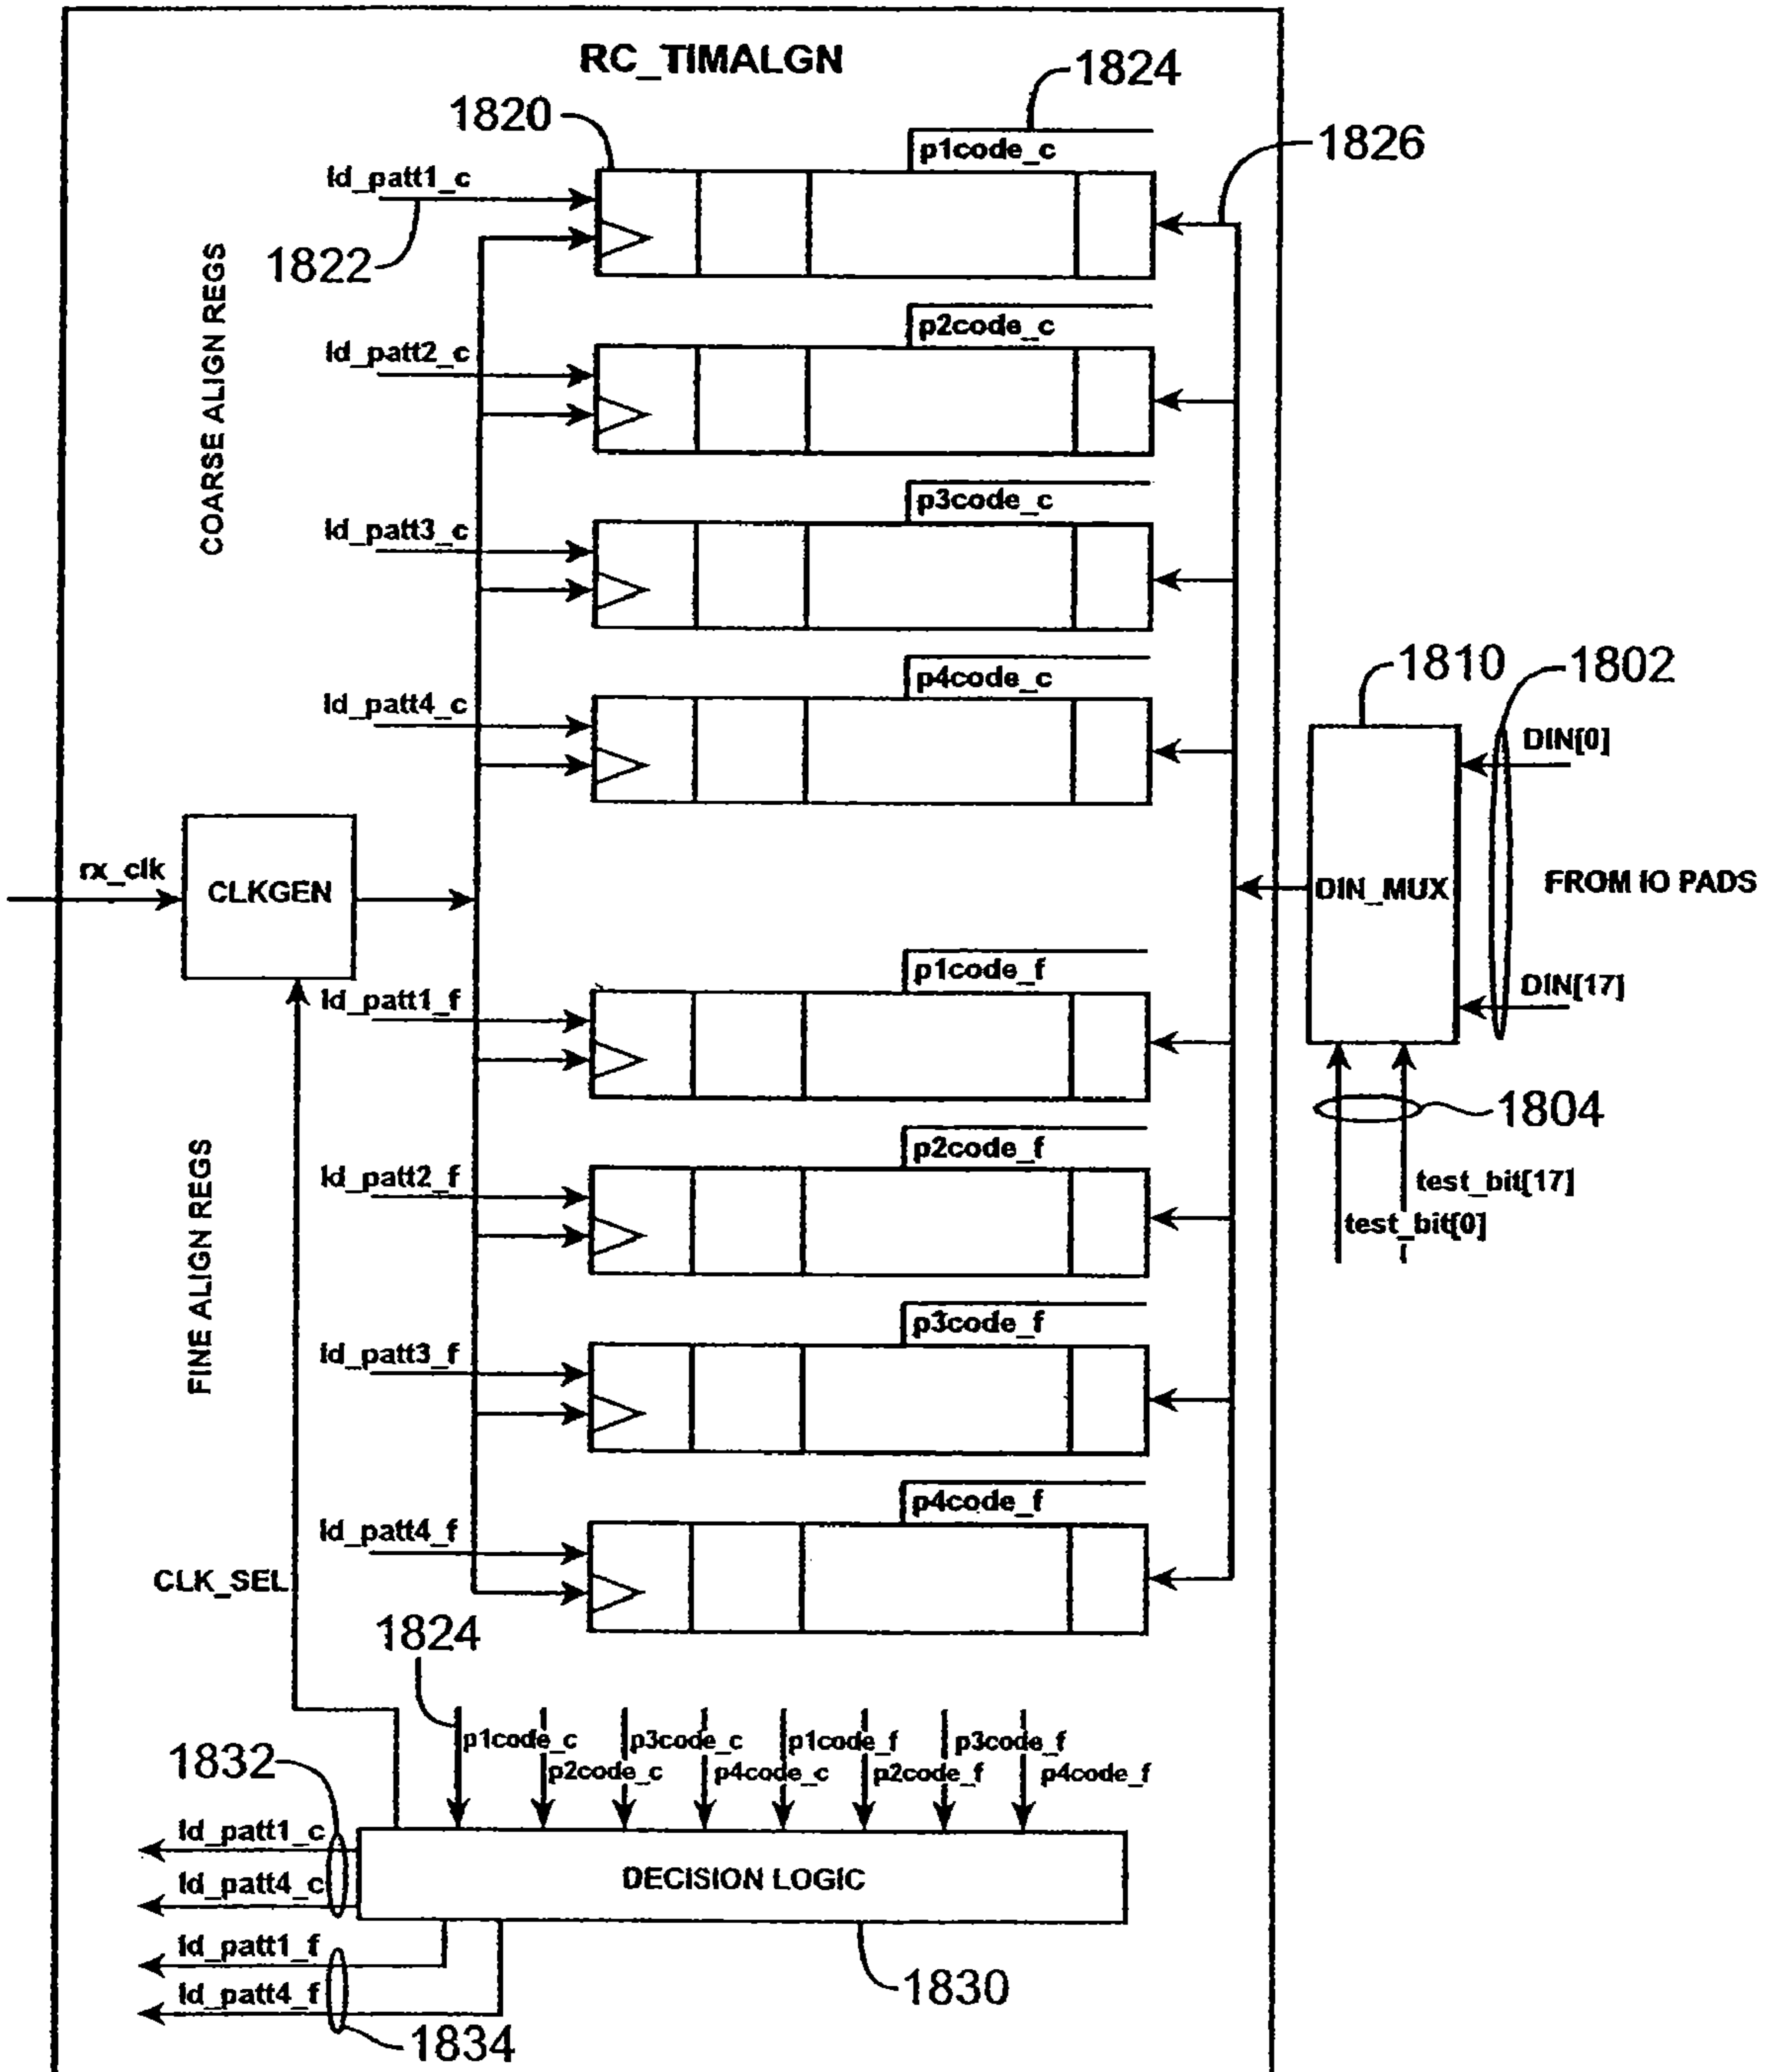 RC_TIMALGN
1824
1820
p1code_c
1826
ld_patt1_c
1822
COARSE ALIGN REGS
p2code_c
ld_patt2_c
p3code_c
ld_patt3_c
p4code_c
ld_patt4_c
1810
1802
DIN[0]
rx_clk
CLKGEN
DIN_MUX
FROM IO PADS
DIN[17]
p1code_f
ld_patt1_f
1804
FINE ALIGN REGS
p2code_f
ld_patt2_f
test_bit[17]
test_bit[0]
p3code_f
ld_patt3_f
p4code_f
ld_patt4_f
CLK_SEL
1824
p1code_c
p3code_c
p1code_f
p3code_f
p2code_c
p4code_c
p2code_f
p4code_f
1832
ld_patt1_c
ld_patt4_c
DECISION LOGIC
ld_patt1_f
ld_patt4_f
1830
1834